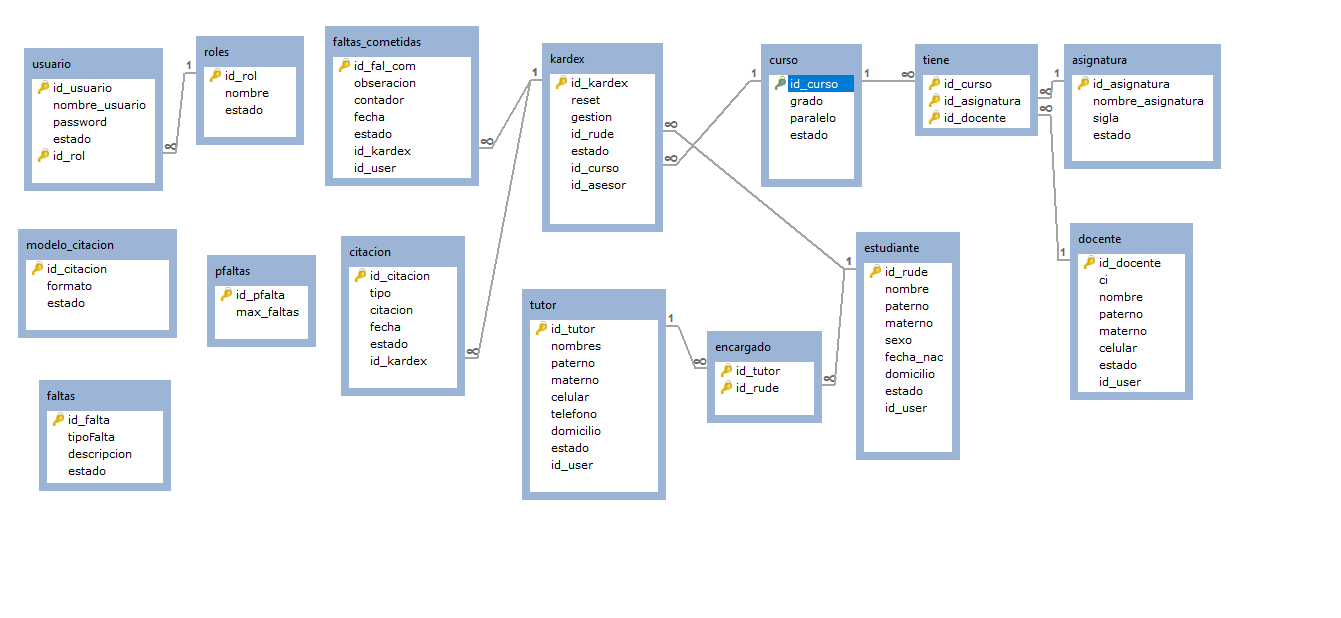 usuario
id_usuario
nombre_usuario
password
estado
id_rol
roles
id_rol
nombre
estado
1
∞
faltas_cometidas
id_fal_com
obseracion
contador
fecha
estado
id_kardex
id_user
∞
1
kardex
id_kardex
reset
gestion
id_rude
estado
id_curso
id_asesor
∞
∞
1
curso
id_curso
grado
paralelo
estado
1
∞
tiene
id_curso
id_asignatura
id_docente
1
∞
∞
asignatura
id_asignatura
nombre_asignatura
sigla
estado
modelo_citacion
id_citacion
formato
estado
pfaltas
id_pfalta
max_faltas
citacion
id_citacion
tipo
citacion
fecha
estado
id_kardex
∞
tutor
id_tutor
nombres
paterno
materno
celular
telefono
domicilio
estado
id_user
1
∞
encargado
id_tutor
id_rude
∞
1
estudiante
id_rude
nombre
paterno
materno
sexo
fecha_nac
domicilio
estado
id_user
1
docente
id_docente
ci
nombre
paterno
materno
celular
estado
id_user
faltas
id_falta
tipoFalta
descripcion
estado